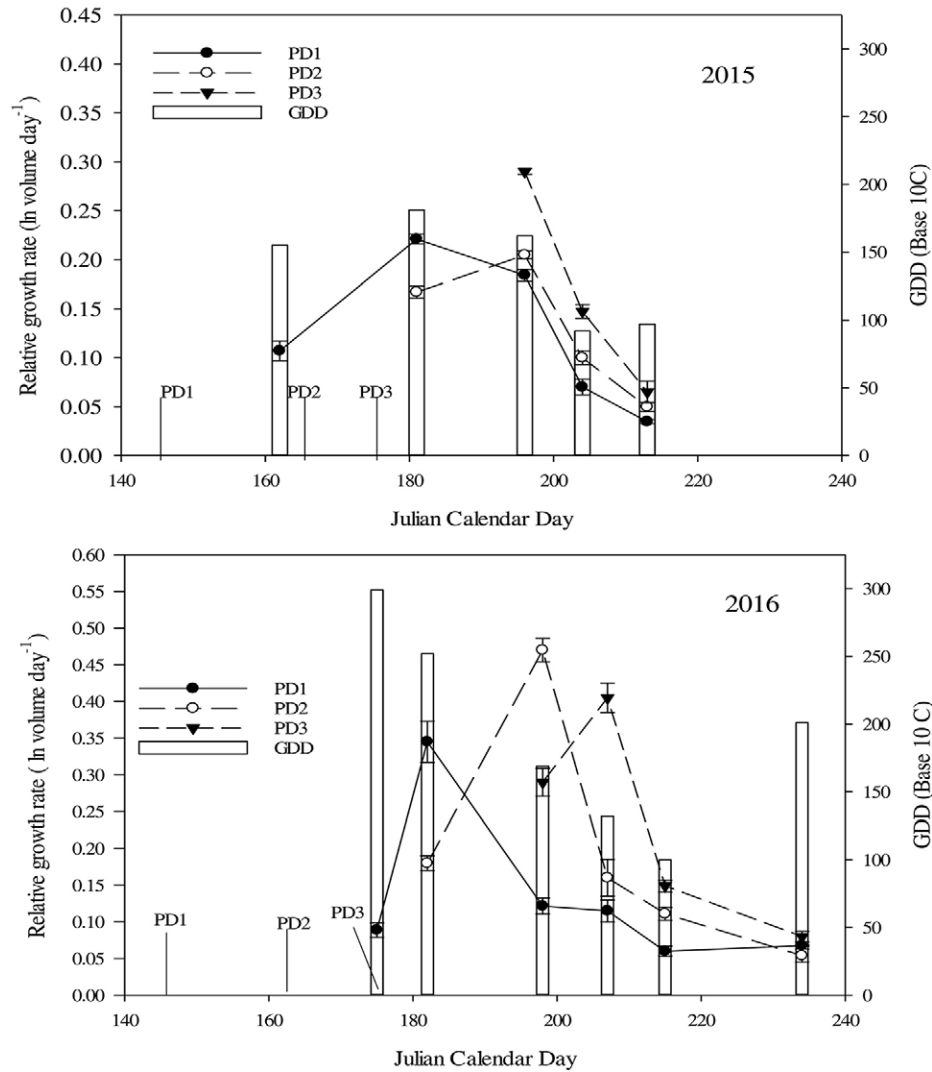 0.45
0.40
0.35
0.30
0.25
0.20
0.15
0.10
0.05
0.00
Relative growth rate (ln volume day-1)
PD1
PD2
PD3
GDD
2015
300
250
200
150
100
50
0
GDD (Base 10C)
PD1 PD2 PD3
140 160 180 200 220 240
Julian Calendar Day
0.60
0.55
0.50
0.45
0.40
0.35
0.30
0.25
0.20
0.15
0.10
0.05
0.00
Relative growth rate ( ln volume day-1)
PD1
PD2
PD3
GDD
2016
300
250
200
150
100
50
0
GDD (Base 10 C)
PD1 PD2 PD3
140 160 180 200 220 240
Julian Calendar Day